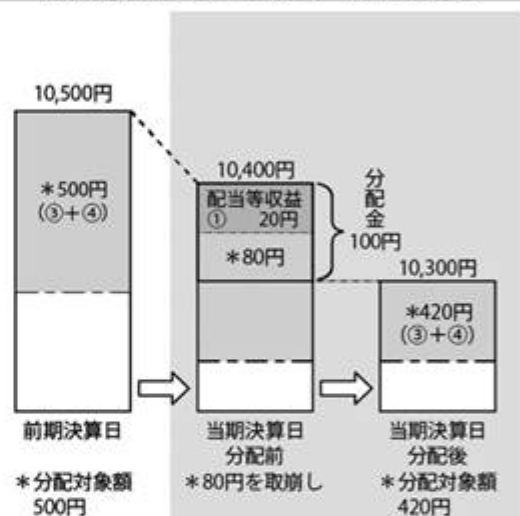 10,500円
*500円
(③+④)
10,400円
配当等収益
① 20円
*80円
分配金
100円
10,300円
*420円
(③+④)
前期決算日
*分配対象額
500円
当期決算日
分配前
*80円を取崩し
当期決算日
分配後
*分配対象額
420円